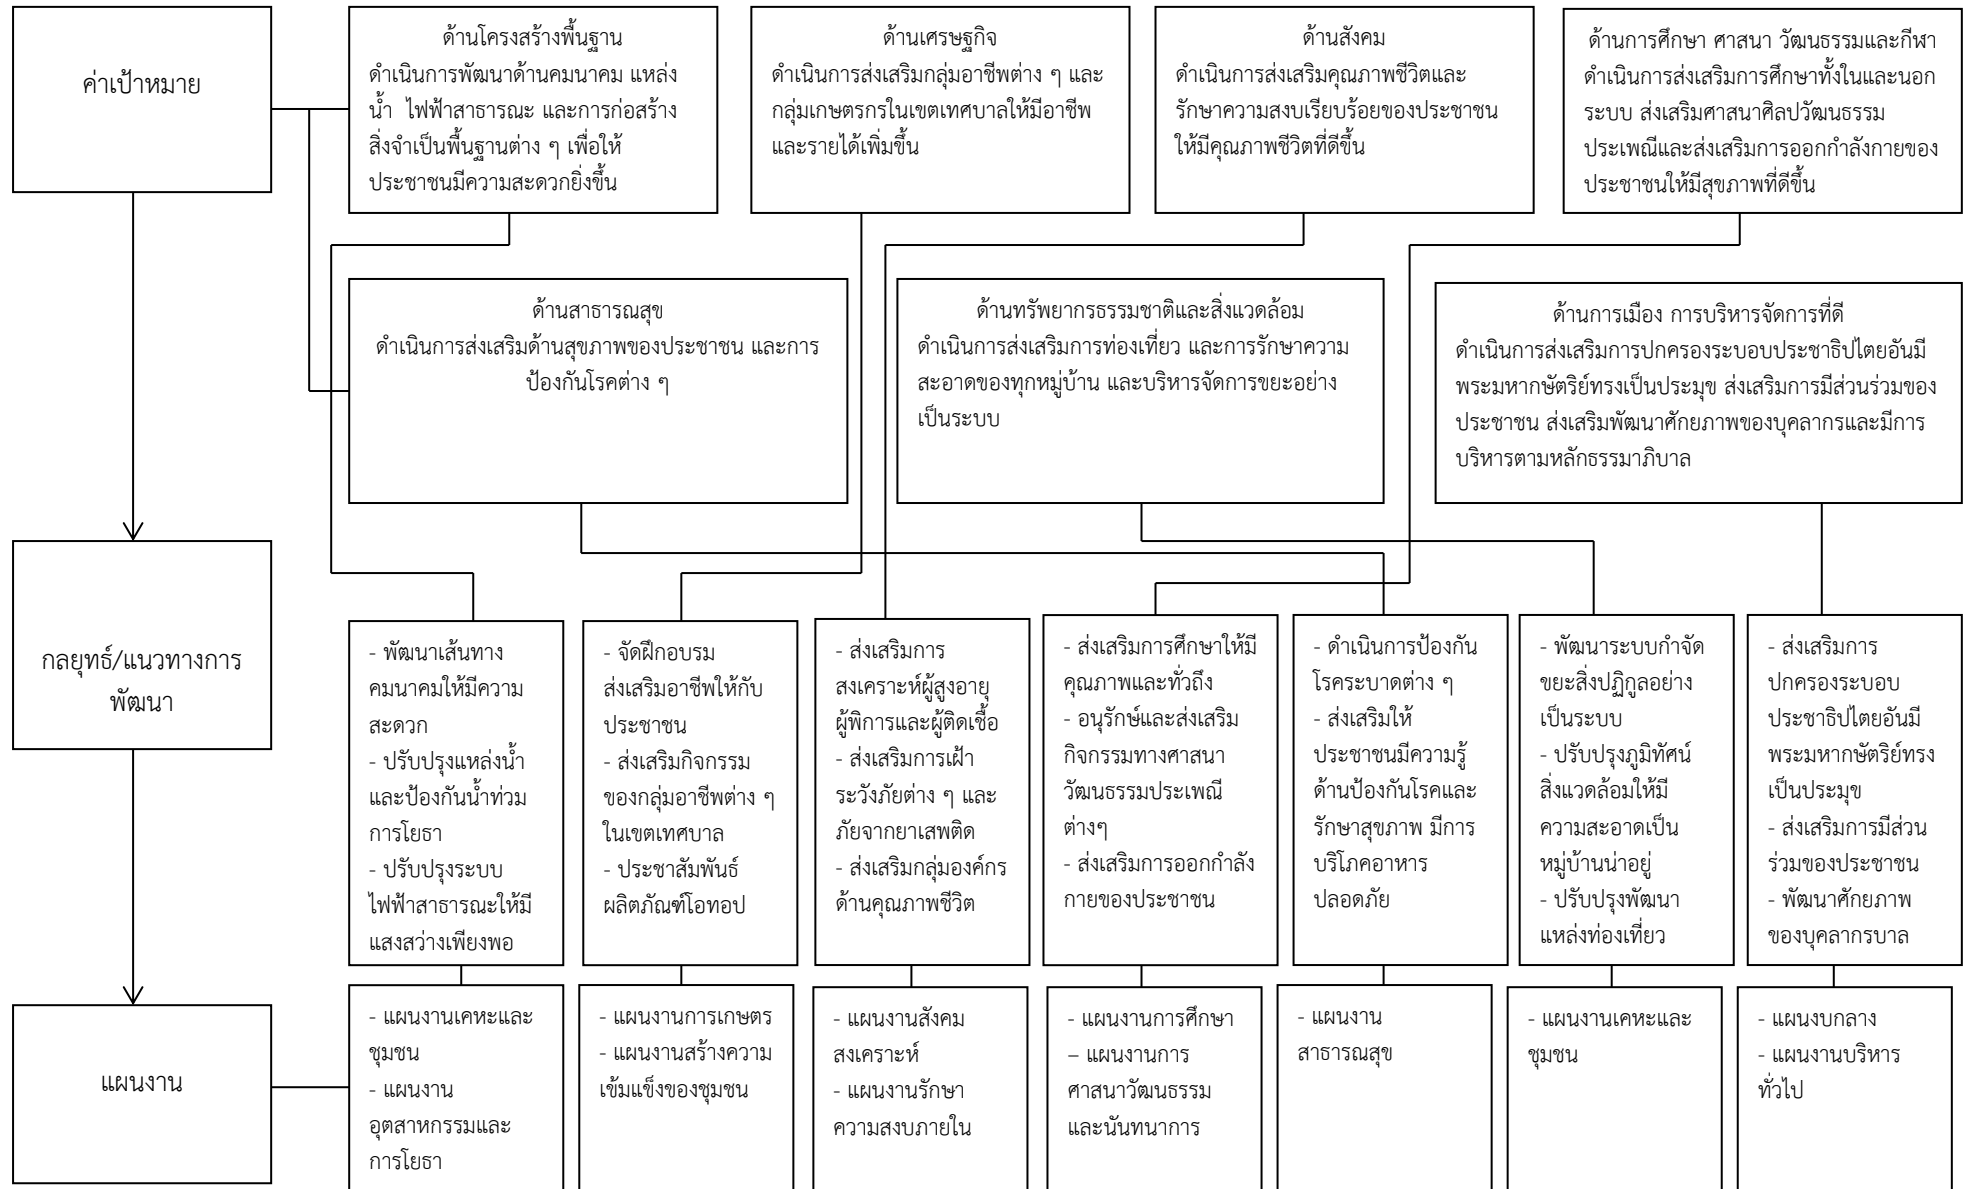 ค่าเป้าหมาย
ด้านโครงสร้างพื้นฐาน
ดำเนินการพัฒนาด้านคมนาคม แหล่ง
น้ำ ไฟฟ้าสาธารณะ และการก่อสร้าง
สิ่งจำเป็นพื้นฐานต่าง ๆ เพื่อให้
ประชาชนมีความสะดวกยิ่งขึ้น
ด้านเศรษฐกิจ
ดำเนินการส่งเสริมกลุ่มอาชีพต่าง ๆ และ
กลุ่มเกษตรกรในเขตเทศบาลให้มีอาชีพ
และรายได้เพิ่มขึ้น
ด้านสังคม
ดำเนินการส่งเสริมคุณภาพชีวิตและ
รักษาความสงบเรียบร้อยของประชาชน
ให้มีคุณภาพชีวิตที่ดีขึ้น
ด้านการศึกษา ศาสนา วัฒนธรรมและกีฬา
ดำเนินการส่งเสริมการศึกษาทั้งในและนอก
ระบบ ส่งเสริมศาสนาศิลปวัฒนธรรม
ประเพณีและส่งเสริมการออกกำลังกายของ
ประชาชนให้มีสุขภาพที่ดีขึ้น
ด้านสาธารณสุข
ดำเนินการส่งเสริมด้านสุขภาพของประชาชน และการ
ป้องกันโรคต่าง ๆ
ด้านทรัพยากรธรรมชาติและสิ่งแวดล้อม
ดำเนินการส่งเสริมการท่องเที่ยว และการรักษาความ
สะอาดของทุกหมู่บ้าน และบริหารจัดการขยะอย่าง
เป็นระบบ
ด้านการเมือง การบริหารจัดการที่ดี
ดำเนินการส่งเสริมการปกครองระบอบประชาธิปไตยอันมี
พระมหากษัตริย์ทรงเป็นประมุข ส่งเสริมการมีส่วนร่วมของ
ประชาชน ส่งเสริมพัฒนาศักยภาพของบุคลากรและมีการ
บริหารตามหลักธรรมาภิบาล
กลยุทธ์/แนวทางการ
พัฒนา
- พัฒนาเส้นทาง
คมนาคมให้มีความ
สะดวก
- ปรับปรุงแหล่งน้ำ
และป้องกันน้ำท่วม
การโยธา
- ปรับปรุงระบบ
ไฟฟ้าสาธารณะให้มี
แสงสว่างเพียงพอ
- จัดฝึกอบรม
ส่งเสริมอาชีพให้กับ
ประชาชน
- ส่งเสริมกิจกรรม
ของกลุ่มอาชีพต่าง ๆ
ในเขตเทศบาล
- ประชาสัมพันธ์
ผลิตภัณฑ์โอทอป
- ส่งเสริมการ
สงเคราะห์ผู้สูงอายุ
ผู้พิการและผู้ติดเชื้อ
- ส่งเสริมการเฝ้า
ระวังภัยต่าง ๆ และ
ภัยจากยาเสพติด
- ส่งเสริมกลุ่มองค์กร
ด้านคุณภาพชีวิต
- ส่งเสริมการศึกษาให้มี
คุณภาพและทั่วถึง
- อนุรักษ์และส่งเสริม
กิจกรรมทางศาสนา
วัฒนธรรมประเพณี
ต่างๆ
- ส่งเสริมการออกกำลัง
กายของประชาชน
- ดำเนินการป้องกัน
โรคระบาดต่าง ๆ
- ส่งเสริมให้
ประชาชนมีความรู้
ด้านป้องกันโรคและ
รักษาสุขภาพ มีการ
บริโภคอาหาร
ปลอดภัย
- พัฒนาระบบกำจัด
ขยะสิ่งปฏิกูลอย่าง
เป็นระบบ
- ปรับปรุงภูมิทัศน์
สิ่งแวดล้อมให้มี
ความสะอาดเป็น
หมู่บ้านน่าอยู่
- ปรับปรุงพัฒนา
แหล่งท่องเที่ยว
- ส่งเสริมการ
ปกครองระบอบ
ประชาธิปไตยอันมี
พระมหากษัตริย์ทรง
เป็นประมุข
- ส่งเสริมการมีส่วน
ร่วมของประชาชน
- พัฒนาศักยภาพ
ของบุคลากรบาล
แผนงาน
- แผนงานเคหะและ
ชุมชน
- แผนงาน
อุตสาหกรรมและ
การโยธา
- แผนงานการเกษตร
- แผนงานสร้างความ
เข้มแข็งของชุมชน
- แผนงานสังคม
สงเคราะห์
- แผนงานรักษา
ความสงบภายใน
- แผนงานการศึกษา
– แผนงานการ
ศาสนาวัฒนธรรม
และนันทนาการ
- แผนงาน
สาธารณสุข
- แผนงานเคหะและ
ชุมชน
- แผนงบกลาง
- แผนงานบริหาร
ทั่วไป